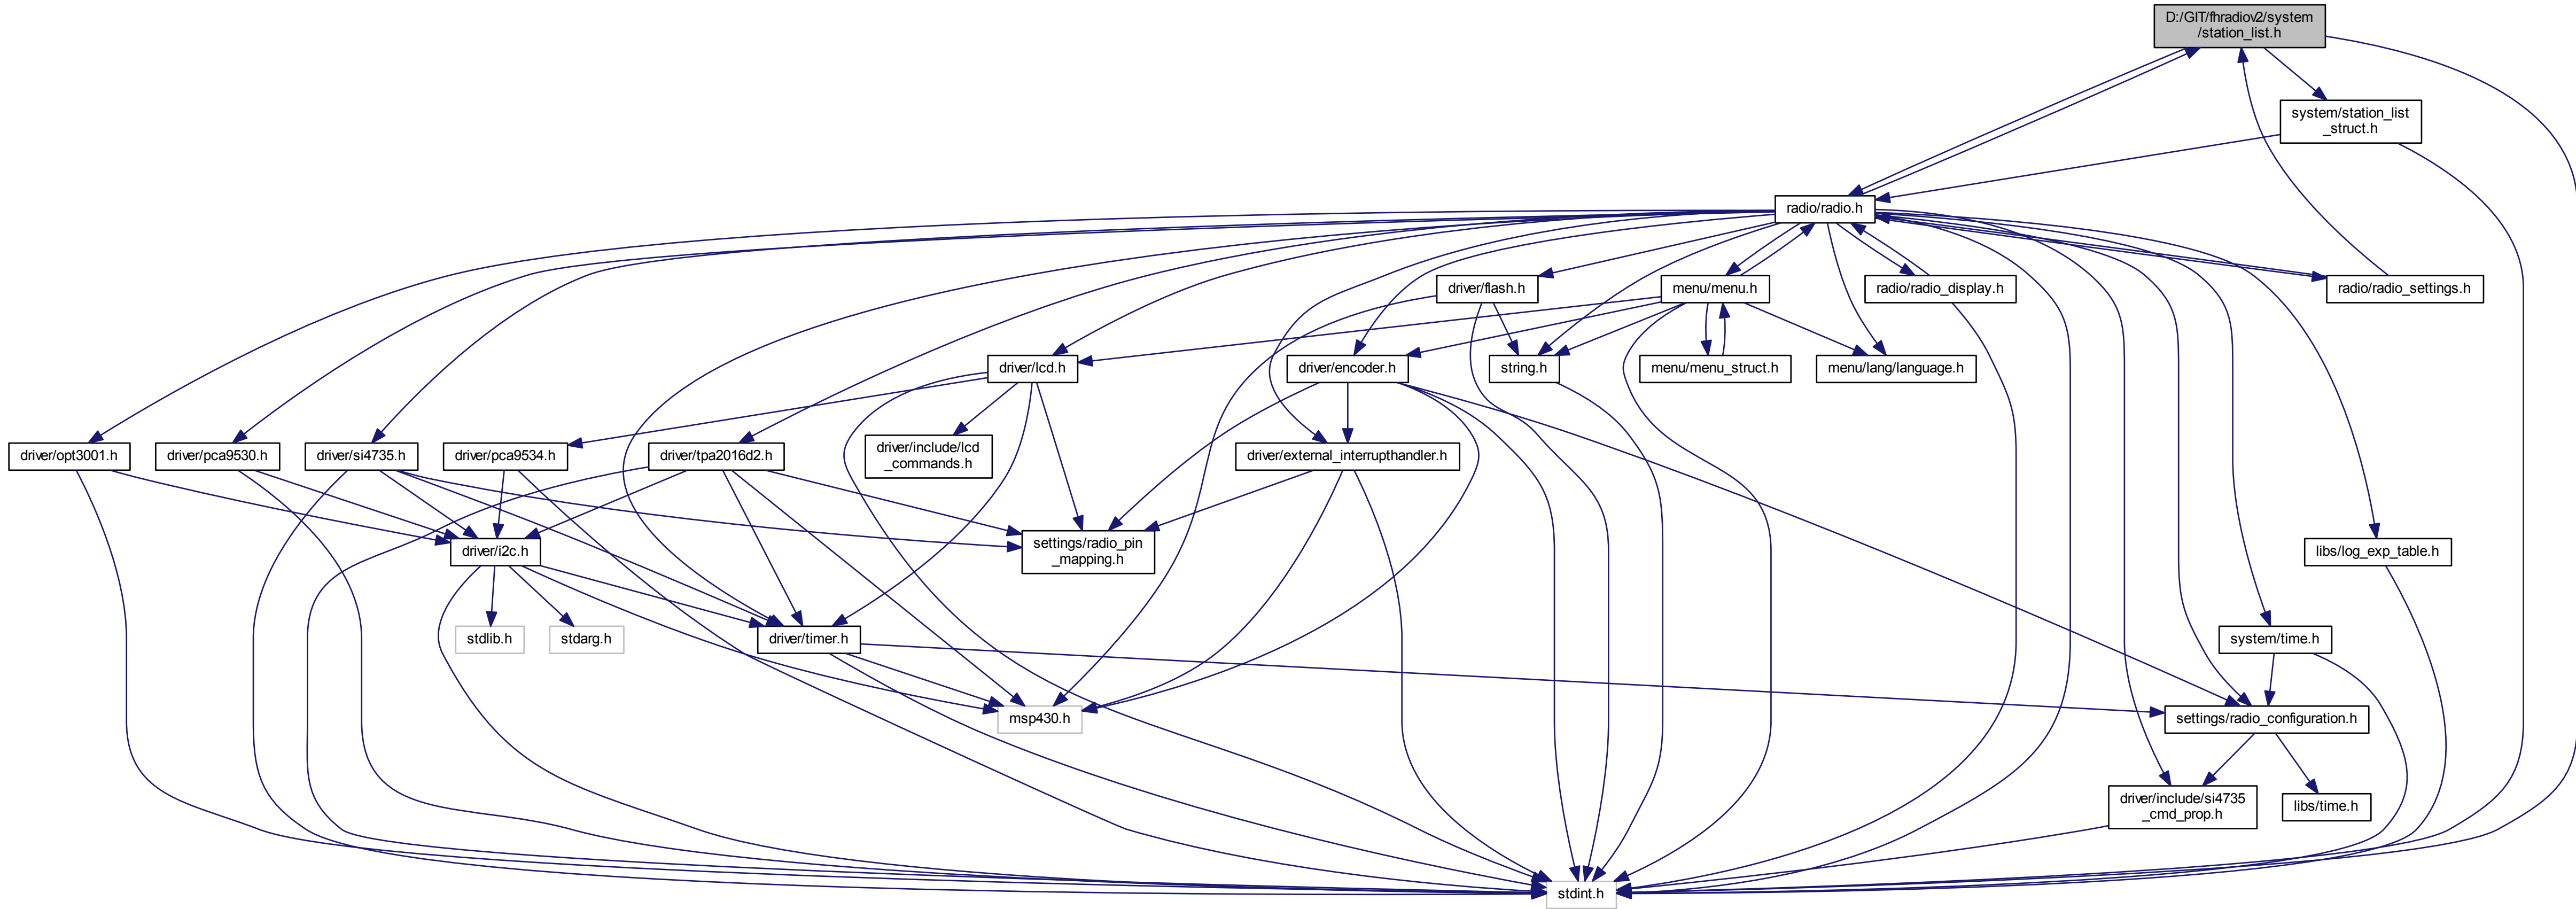 D:/GIT/fhradiov2/system
/station_list.h
system/station_list
_struct.h
radio/radio.h
driver/flash.h
menu/menu.h
radio/radio_display.h
radio/radio_settings.h
driver/lcd.h
driver/encoder.h
string.h
menu/menu_struct.h
menu/lang/language.h
driver/opt3001.h
driver/pca9530.h
driver/si4735.h
driver/pca9534.h
driver/tpa2016d2.h
driver/include/lcd
_commands.h
driver/external_interrupthandler.h
driver/i2c.h
settings/radio_pin
_mapping.h
libs/log_exp_table.h
stdlib.h
stdarg.h
driver/timer.h
system/time.h
msp430.h
settings/radio_configuration.h
driver/include/si4735
_cmd_prop.h
libs/time.h
stdint.h